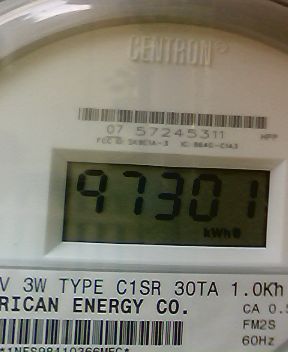 CENTRON®
07 57245311
HPP
97301
kWh
V 3W TYPE C1SR 30TA 1.0Kh
RICAN ENERGY CO.
CA 0.5
FM2S
60Hz